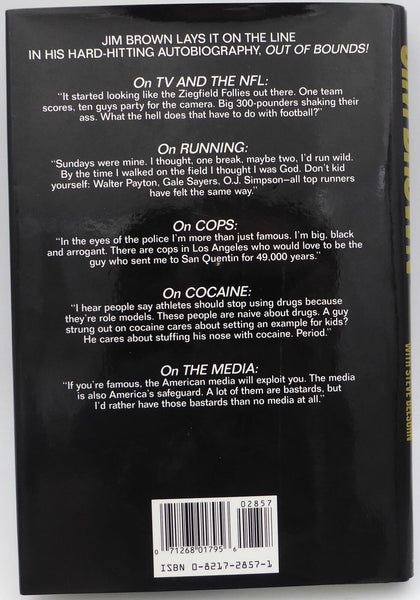 JIM BROWN LAYS IT ON THE LINE
IN HIS HARD-HITTING AUTOBIOGRAPHY, OUT OF BOUNDS!
On TV AND THE NFL:
"It started looking like the Ziegfield Follies out there. One team
scores, ten guys party for the camera. Big 300-pounders shaking their
ass. What the hell does that have to do with football?"
On RUNNING:
"Sundays were mine. I thought, one break, maybe two, I'd run wild.
By the time I walked on the field I thought I was God. Don't kid
yourself: Walter Payton, Gale Sayers, O.J. Simpson—all top runners
have felt the same way."
On COPS:
"In the eyes of the police I'm more than just famous. I'm big, black
and arrogant. There are cops in Los Angeles who would love to be the
guy who sent me to San Quentin for 49,000 years."
On COCAINE:
"I hear people say athletes should stop using drugs because
they're role models. These people are naive about drugs. A guy
strung out on cocaine cares about setting an example for kids?
He cares about stuffing his nose with cocaine. Period."
On THE MEDIA:
"If you're famous, the American media will exploit you. The media
is also America's safeguard. A lot of them are bastards, but
I'd rather have those bastards than no media at all."
02857
0 71268 01795 6
ISBN 0-8217-2857-1
JIM BROWN
WITH STEVE DELSOHN